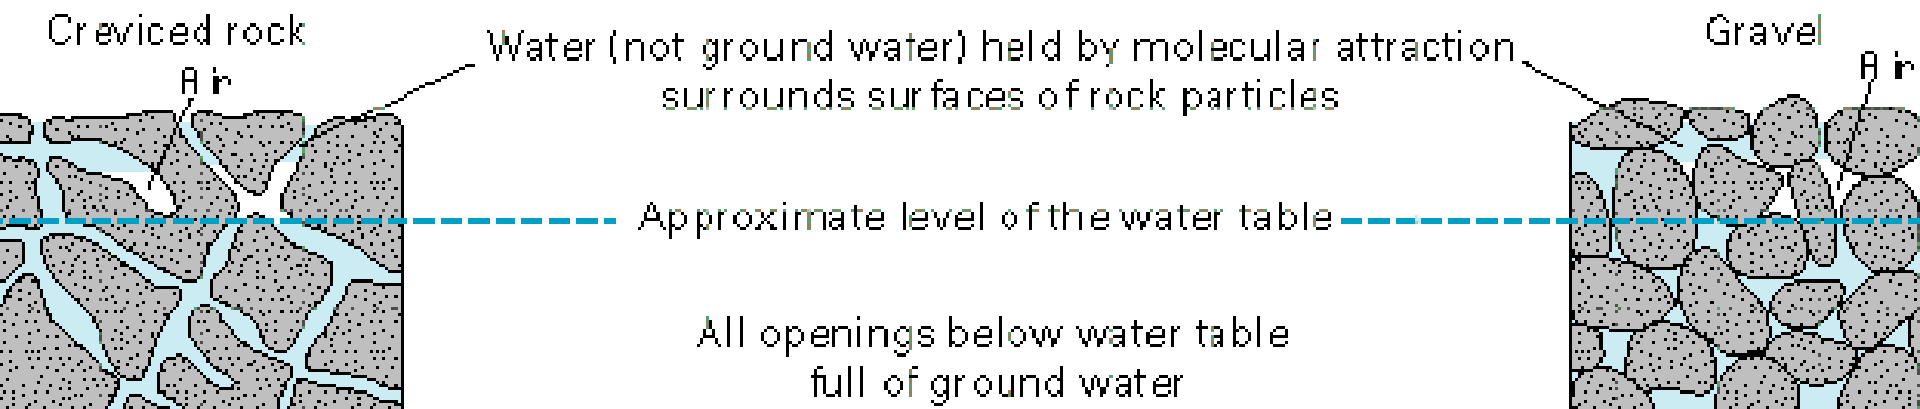 Creviced rock
Air
Water (not ground water) held by molecular attraction
surrounds surfaces of rock particles
Gravel
Air
Approximate level of the water table
All openings below water table
full of ground water